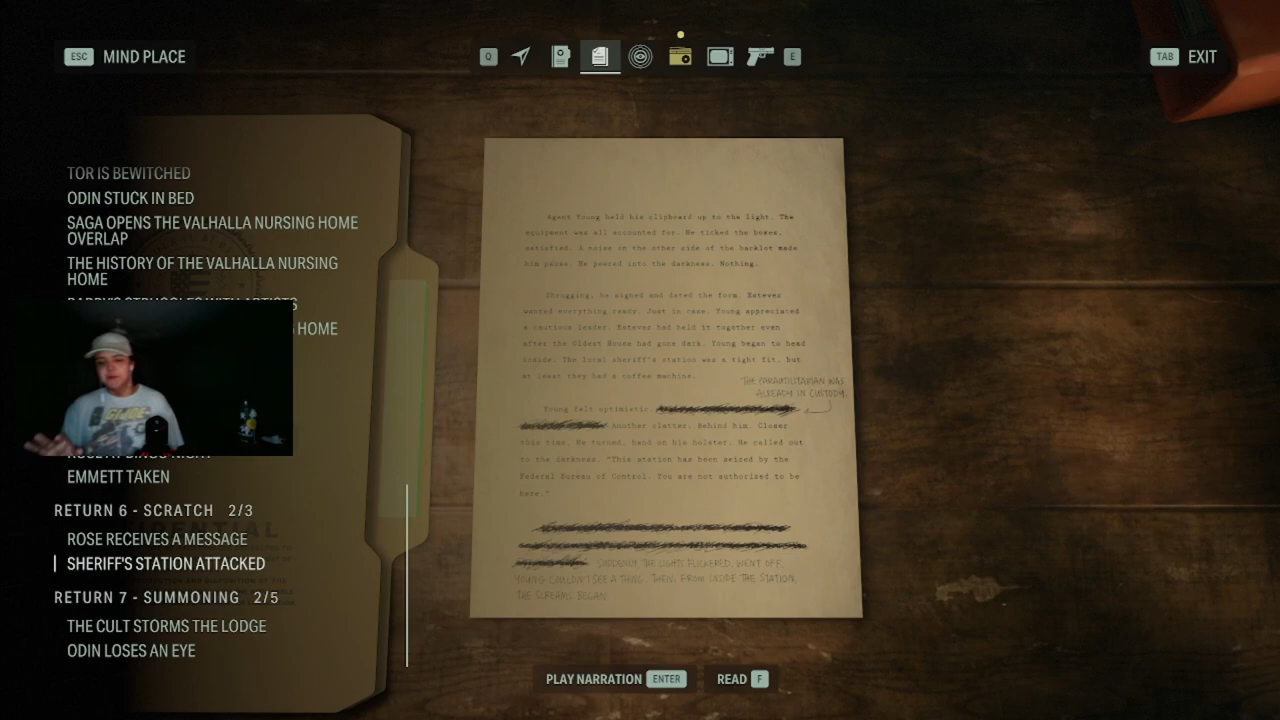 ESC MIND PLACE
Q
E
TAB EXIT
TOR IS BEWITCHED
ODIN STUCK IN BED
SAGA OPENS THE VALHALLA NURSING HOME
OVERLAP
THE HISTORY OF THE VALHALLA NURSING
HOME
BARRY'S STRUGGLES WITH ARTISTS
HOME
EMMETT TAKEN
RETURN 6 - SCRATCH 2/3
ROSE RECEIVES A MESSAGE
SHERIFF'S STATION ATTACKED
RETURN 7 - SUMMONING 2/5
THE CULT STORMS THE LODGE
ODIN LOSES AN EYE
Agent Young held his clipboard up to the light. The
equipment was all accounted for. He ticked the boxes,
satisfied. A noise on the other side of the backlot made
him pause. He peered into the darkness. Nothing.
Shrugging, he signed and dated the form. Estevez
wanted everything ready. Just in case. Young appreciated
a cautious leader. Estevez had held it together even
after the Oldest House had gone dark. Young began to head
inside. The local sheriff's station was a tight fit, but
at least they had a coffee machine.
THE PARAUTILITARIAN WAS
ALREADY IN CUSTODY.
Young felt optimistic.
Another clatter. Behind him. Closer
this time. He turned, hand on his holster. He called out
to the darkness. "This station has been seized by the
Federal Bureau of Control. You are not authorized to be
here."
SUDDENLY, THE LIGHTS FLICKERED, WENT OFF.
YOUNG COULDN'T SEE A THING. THEN, FROM INSIDE THE STATION,
THE SCREAMS BEGAN.
PLAY NARRATION ENTER
READ F